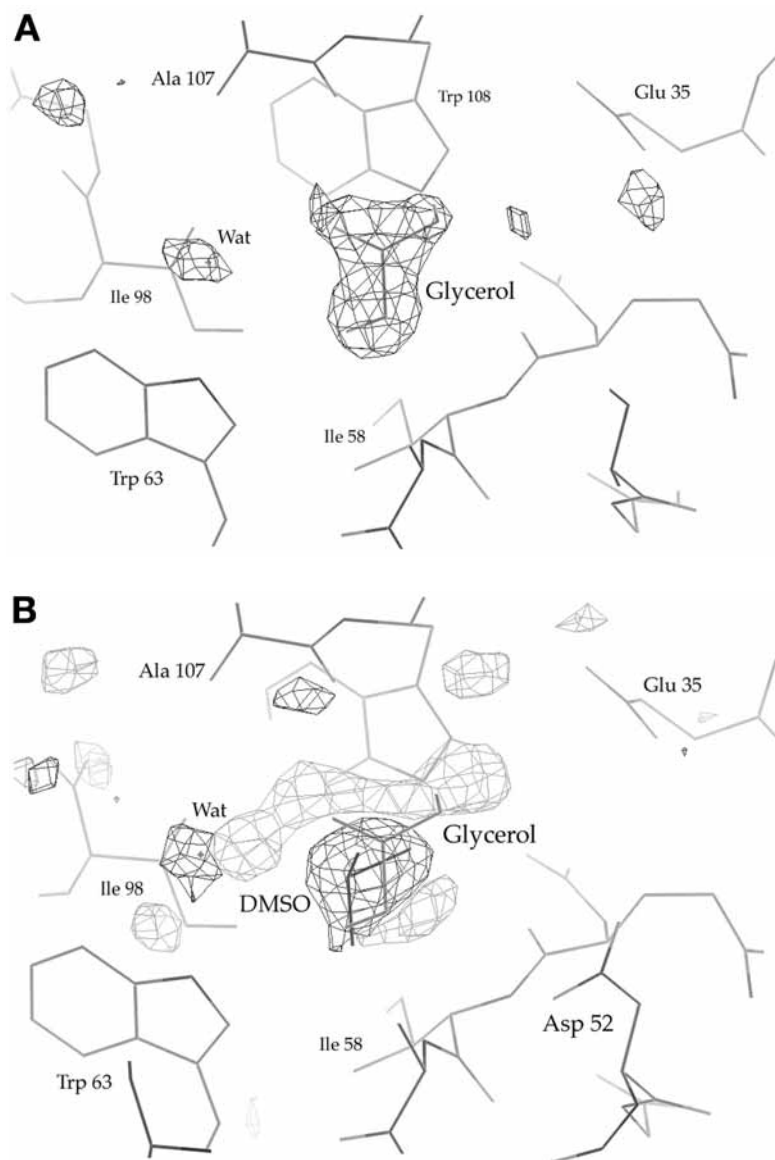 A
Ala 107
Trp 108
Glu 35
Wat
Ile 98
Glycerol
Ile 58
Trp 63
B
Ala 107
Glu 35
Wat
Glycerol
Ile 98
DMSO
Asp 52
Ile 58
Trp 63